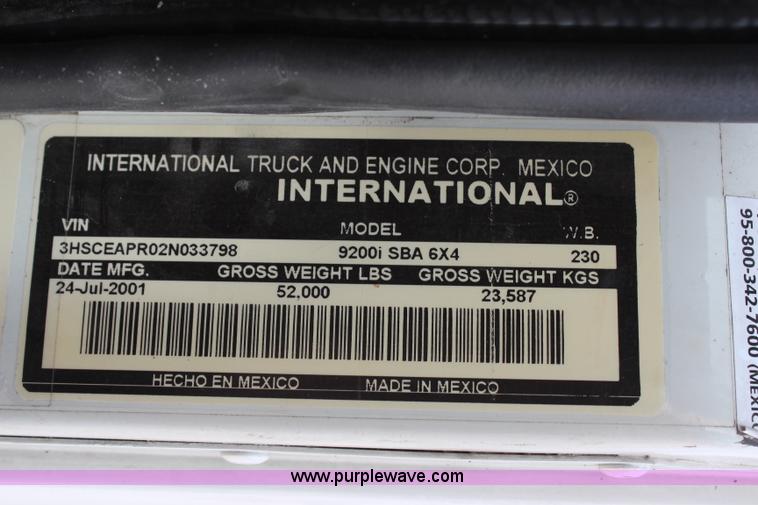 INTERNATIONAL TRUCK AND ENGINE CORP. MEXICO
INTERNATIONAL®
VIN MODEL W.B.
3HSCEAPR02N033798 9200i SBA 6X4 230
DATE MFG. GROSS WEIGHT LBS GROSS WEIGHT KGS
24-Jul-2001 52,000 23,587
HECHO EN MEXICO MADE IN MEXICO
95-800-342-7600 (MEXICO
www.purplewave.com